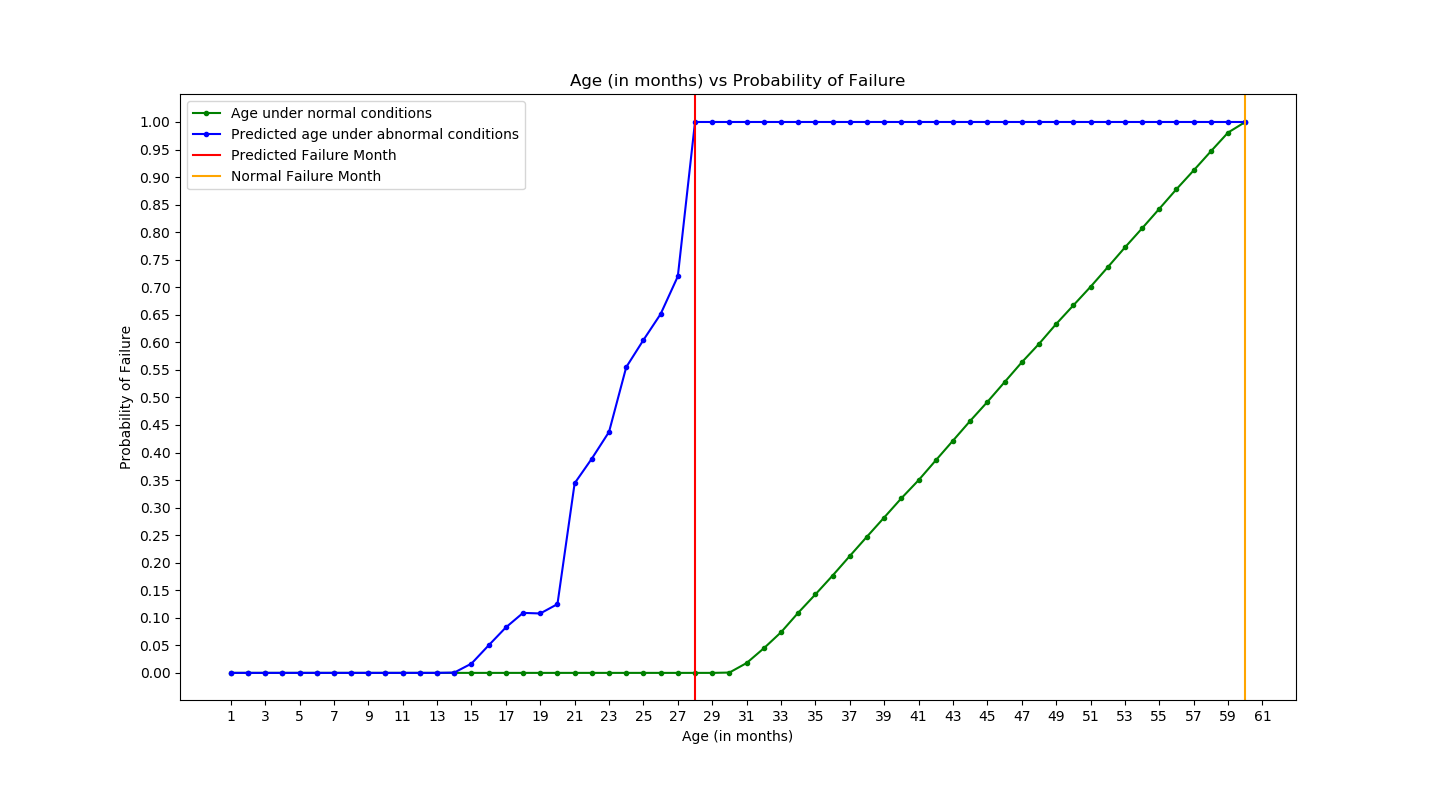 Age (in months) vs Probability of Failure
Age under normal conditions
Predicted age under abnormal conditions
Predicted Failure Month
Normal Failure Month
1.00
0.95
0.90
0.85
0.80
0.75
0.70
0.65
0.60
0.55
0.50
0.45
0.40
0.35
0.30
0.25
0.20
0.15
0.10
0.05
0.00
Probability of Failure
1 3 5 7 9 11 13 15 17 19 21 23 25 27 29 31 33 35 37 39 41 43 45 47 49 51 53 55 57 59 61
Age (in months)